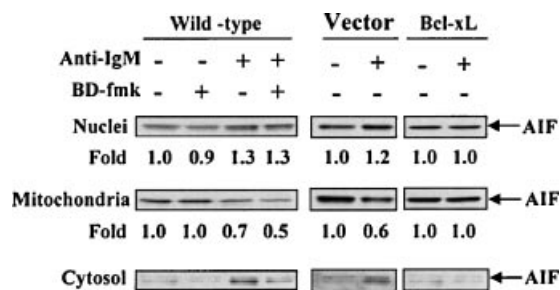 Wild -type Vector Bcl-xL
Anti-IgM - - + + - + - +
BD-fmk - + - + - - - -
Nuclei AIF
Fold 1.0 0.9 1.3 1.3 1.0 1.2 1.0 1.0
Mitochondria AIF
Fold 1.0 1.0 0.7 0.5 1.0 0.6 1.0 1.0
Cytosol AIF